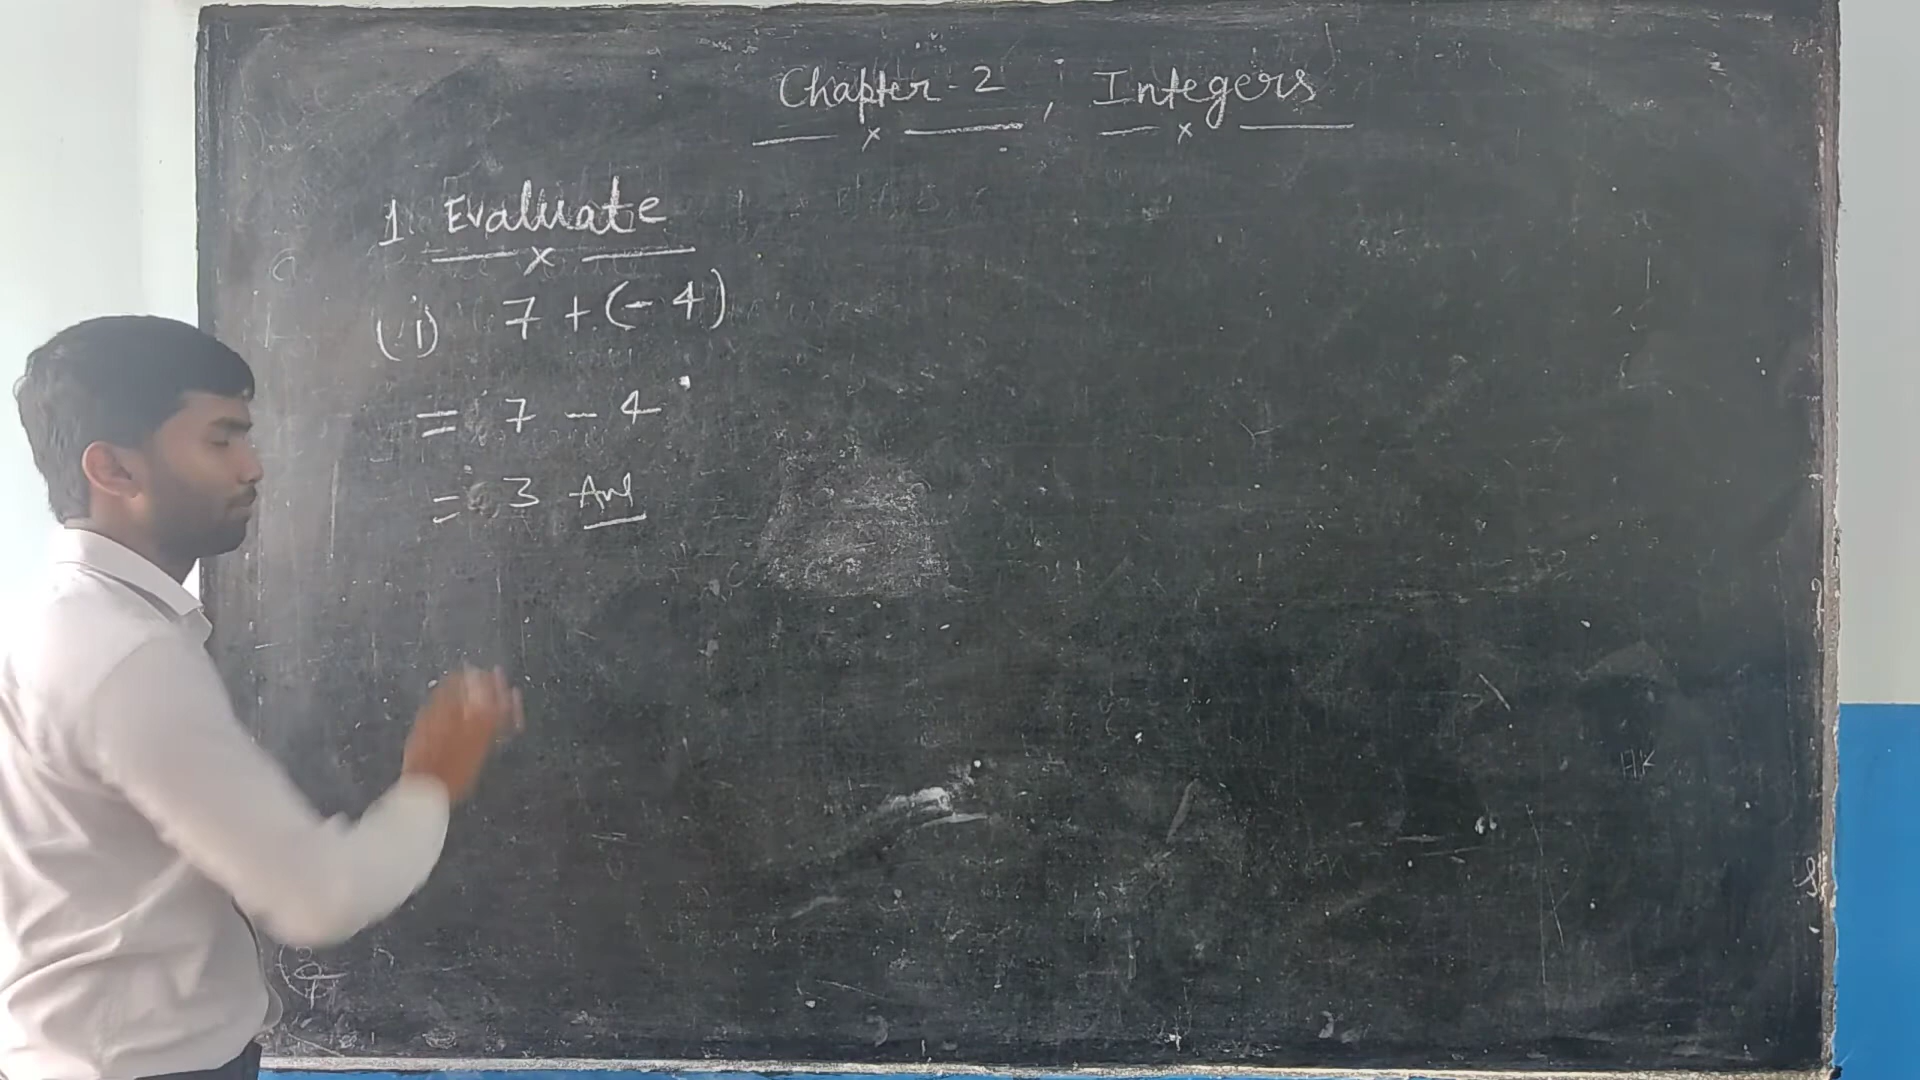 Chapter-2, Integers
1. Evaluate
(i) 7 + (-4)
= 7 - 4
= 3 Ans